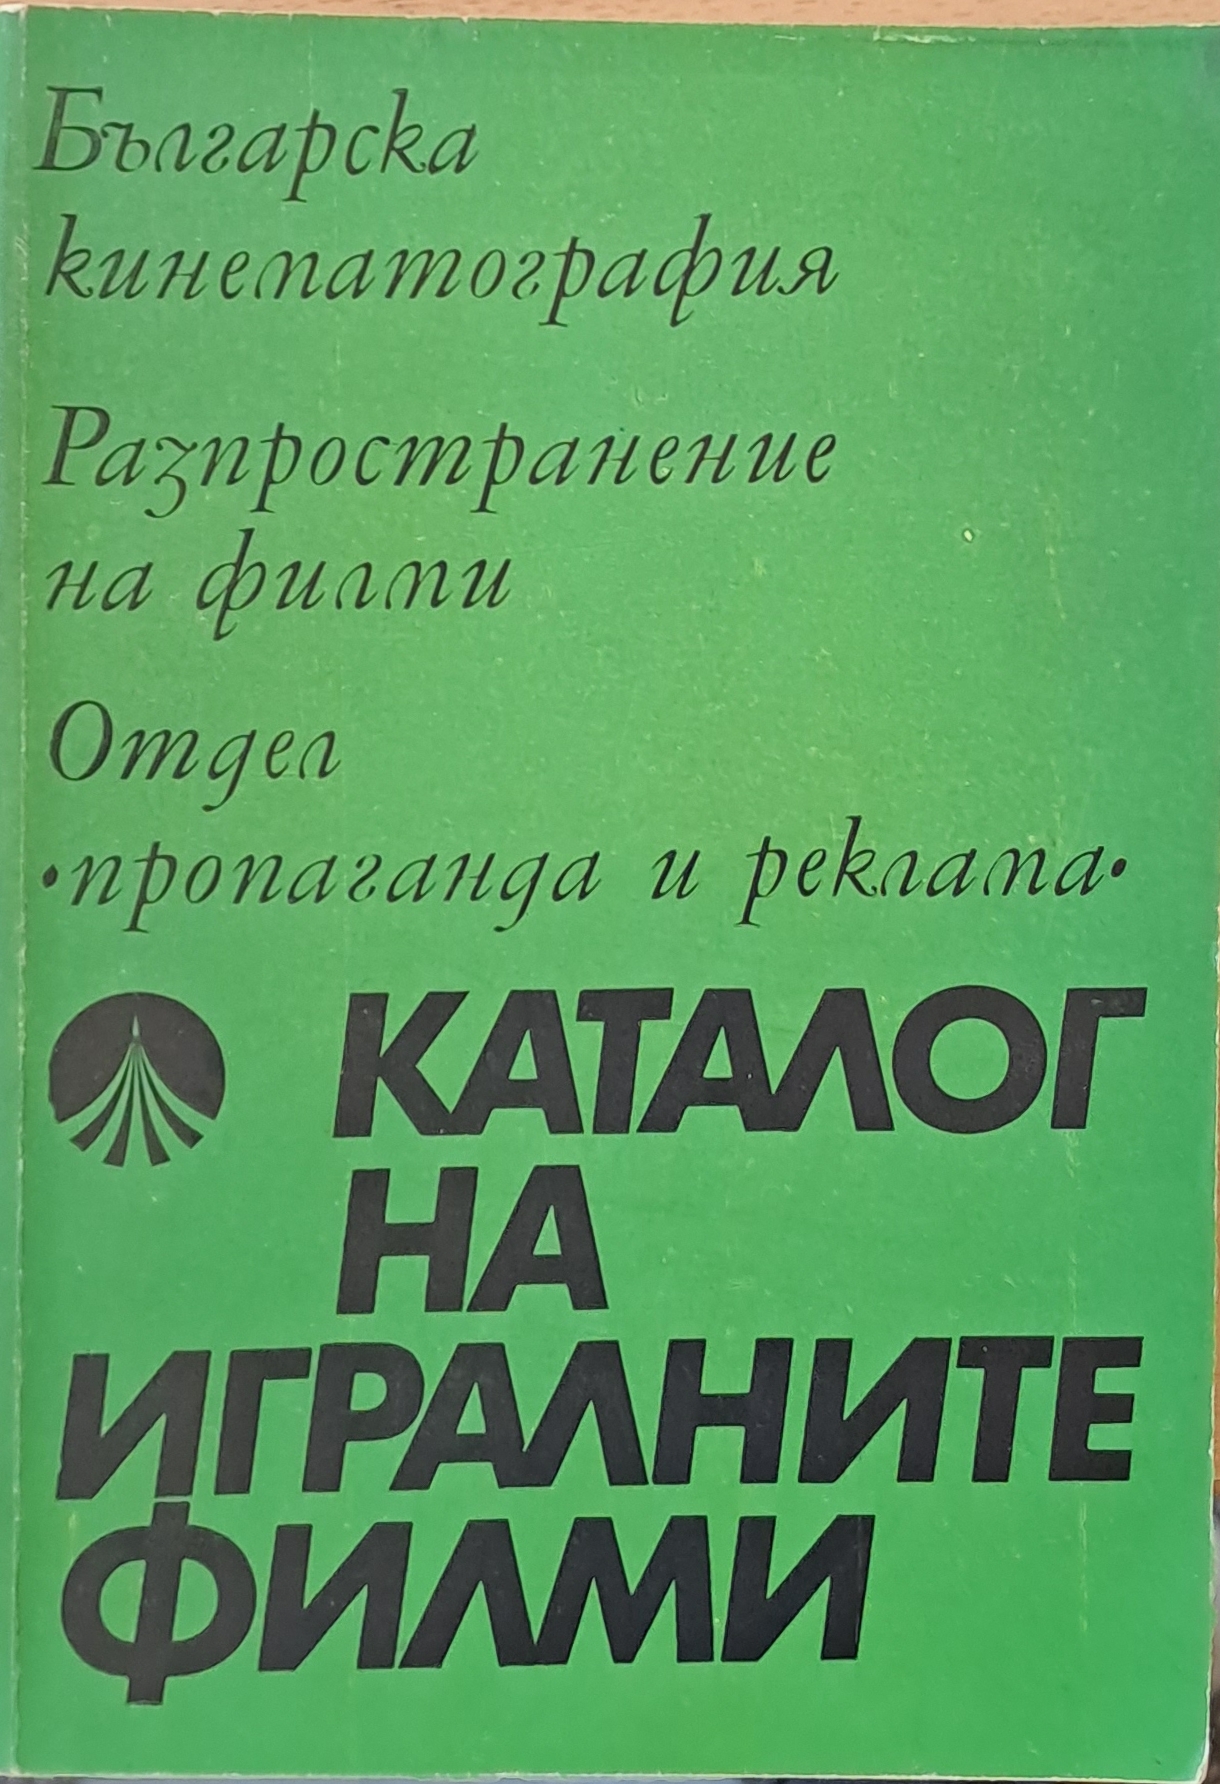 Българска
кинематография
Разпространение
на филми
Отдел
·пропаганда и реклама·
КАТАЛОГ
НА
ИГРАЛНИТЕ
ФИЛМИ